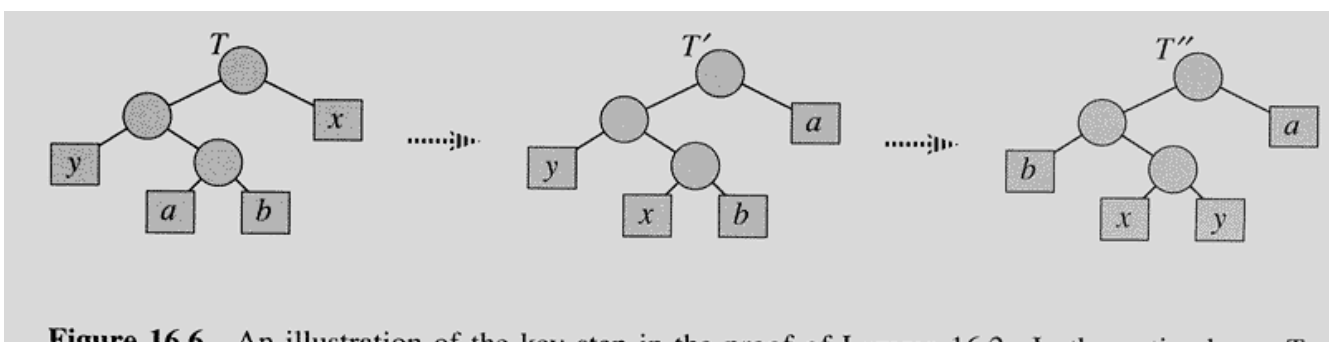 T
x
y
a
b
T′
a
y
x
b
T″
a
b
x
y
Figure 16.6 An illustration of the key step in the proof of Lemma 16.2. In the optimal tree T,